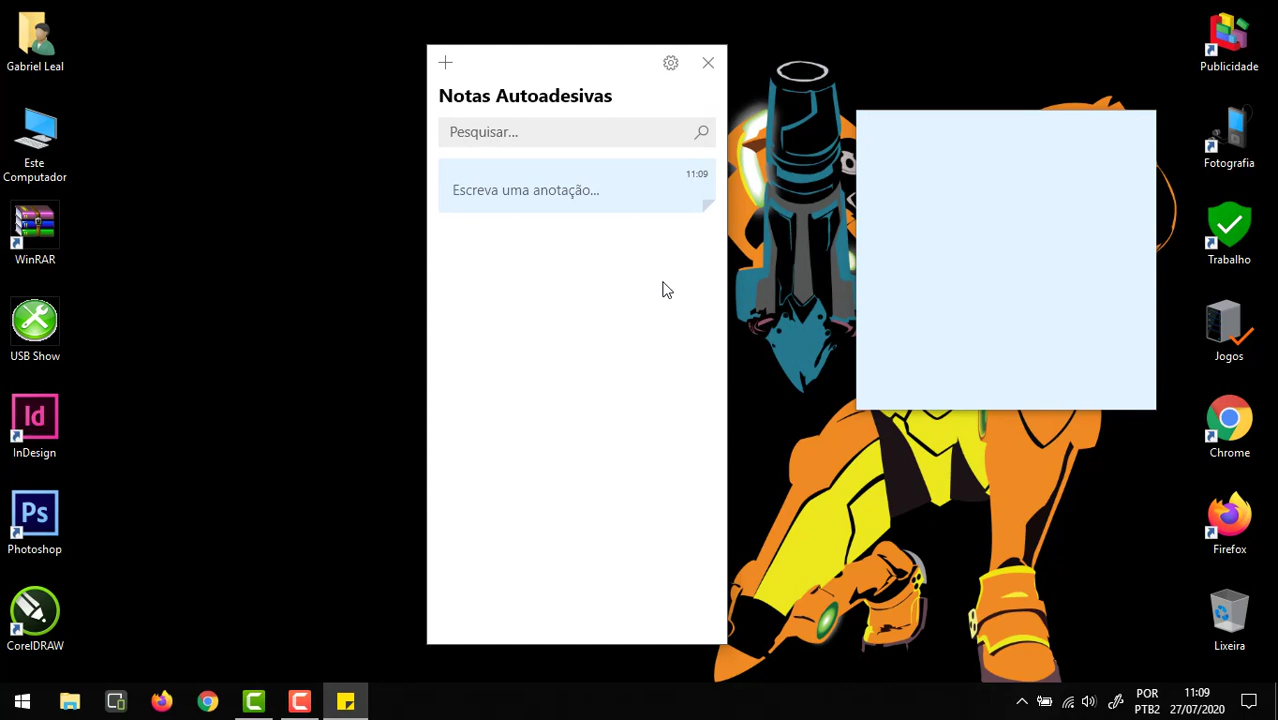 Gabriel Leal
Este
Computador
WinRAR
USB Show
Id
InDesign
Ps
Photoshop
CorelDRAW
Notas Autoadesivas
Pesquisar...
11:09
Escreva uma anotação...
Publicidade
Fotografia
Trabalho
Jogos
Chrome
Firefox
Lixeira
POR
PTB2
11:09
27/07/2020